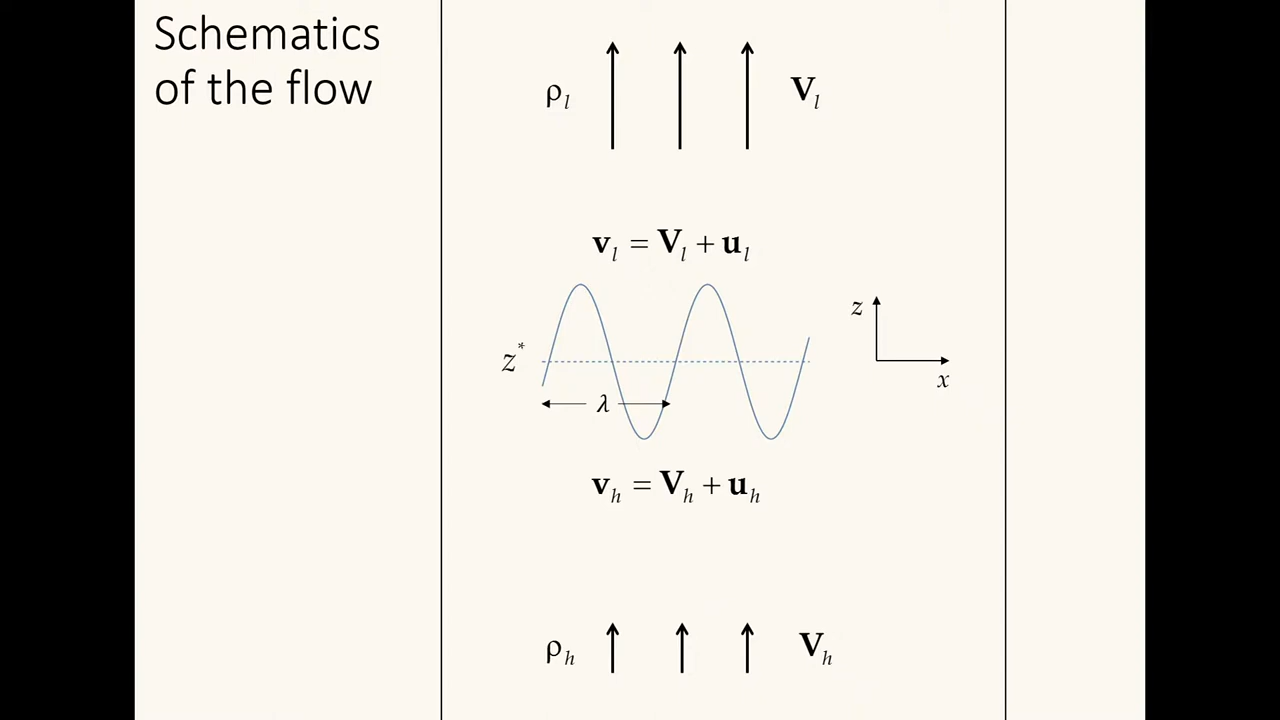 Schematics
of the flow
ρ_l V_l
v_l = V_l + u_l
z
z*
x
λ
v_h = V_h + u_h
ρ_h V_h